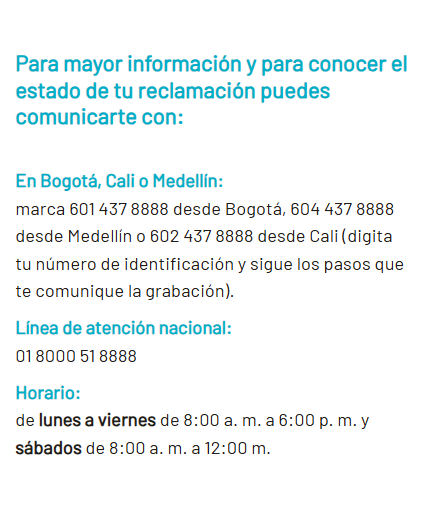 Para mayor información y para conocer el
estado de tu reclamación puedes
comunicarte con:
En Bogotá, Cali o Medellín:
marca 601 437 8888 desde Bogotá, 604 437 8888
desde Medellín o 602 437 8888 desde Cali (digita
tu número de identificación y sigue los pasos que
te comunique la grabación).
Línea de atención nacional:
01 8000 51 8888
Horario:
de lunes a viernes de 8:00 a. m. a 6:00 p. m. y
sábados de 8:00 a. m. a 12:00 m.